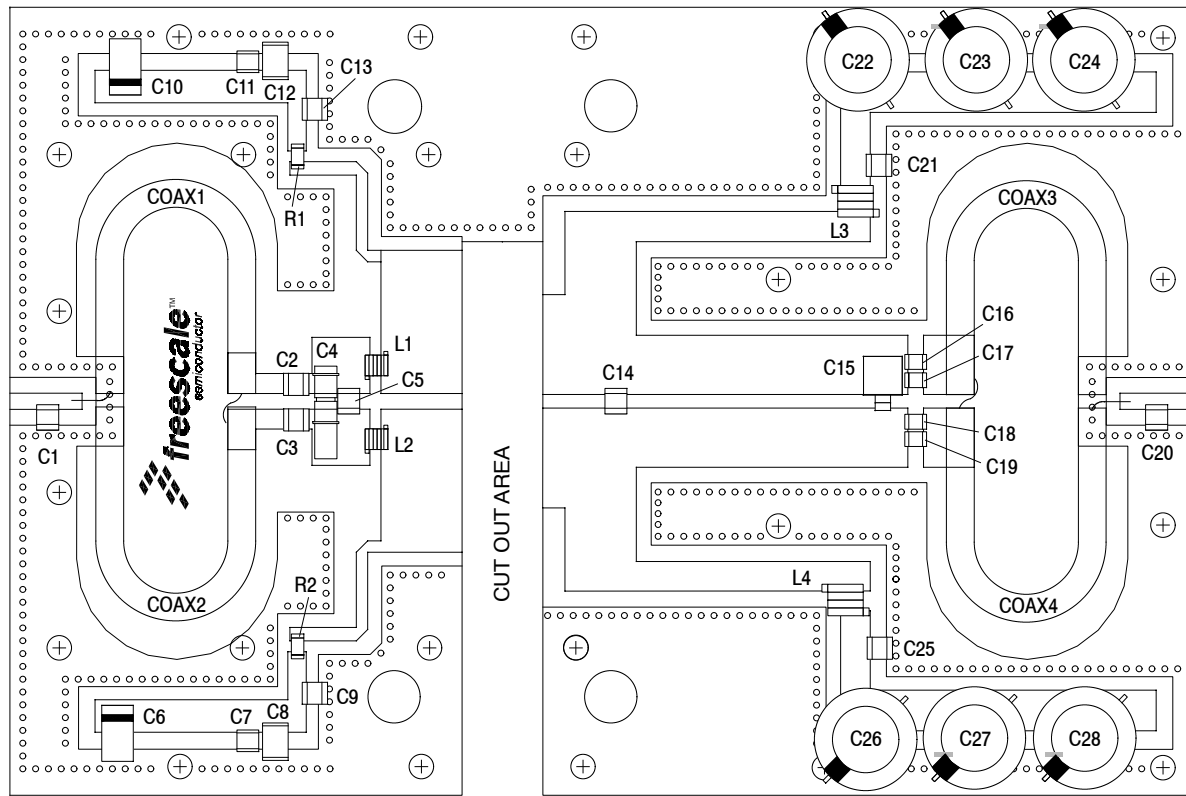 C22
C23
C24
C10
C11
C12
C13
C21
R1
COAX1
COAX3
L3
freescale™
semiconductor
C16
C17
C2
C4
L1
C5
C14
C15
C1
C3
L2
C18
C19
C20
CUT OUT AREA
R2
L4
COAX2
COAX4
C25
C9
C6
C7
C8
C26
C27
C28